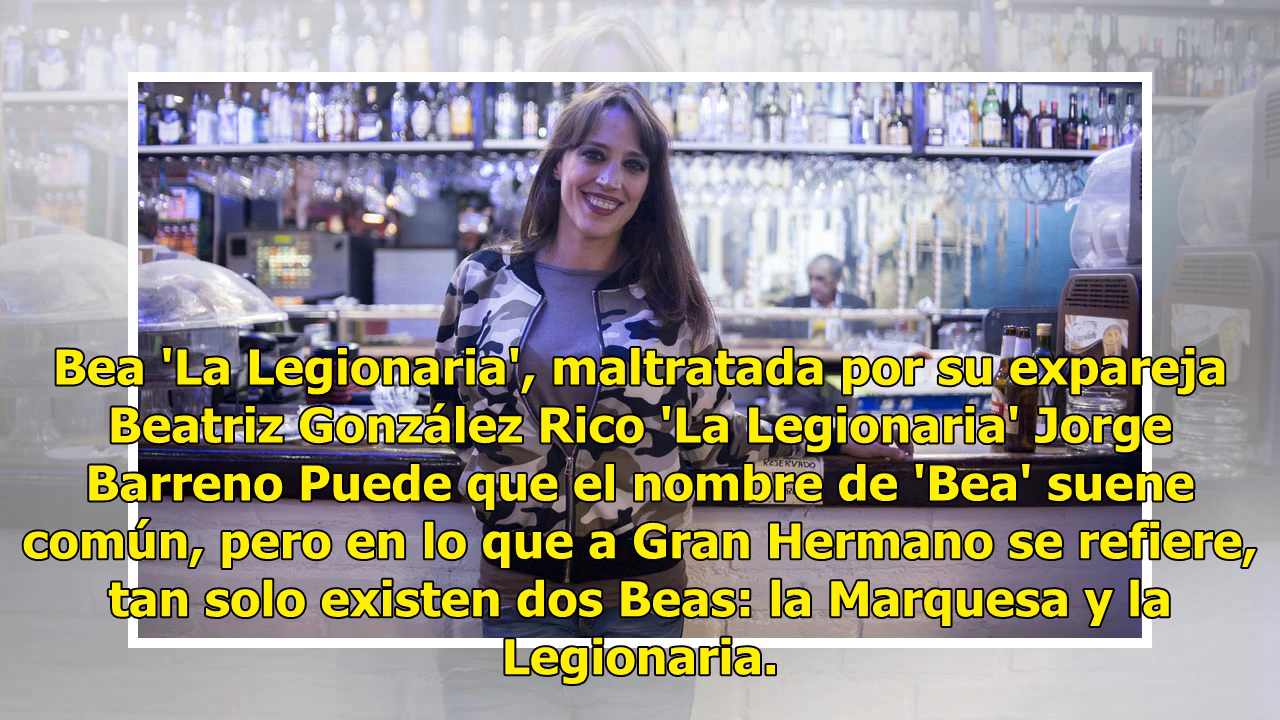 Bea 'La Legionaria', maltratada por su expareja
Beatriz González Rico 'La Legionaria' Jorge
Barreno Puede que el nombre de 'Bea' suene
común, pero en lo que a Gran Hermano se refiere,
tan solo existen dos Beas: la Marquesa y la
Legionaria.
RESERVADO